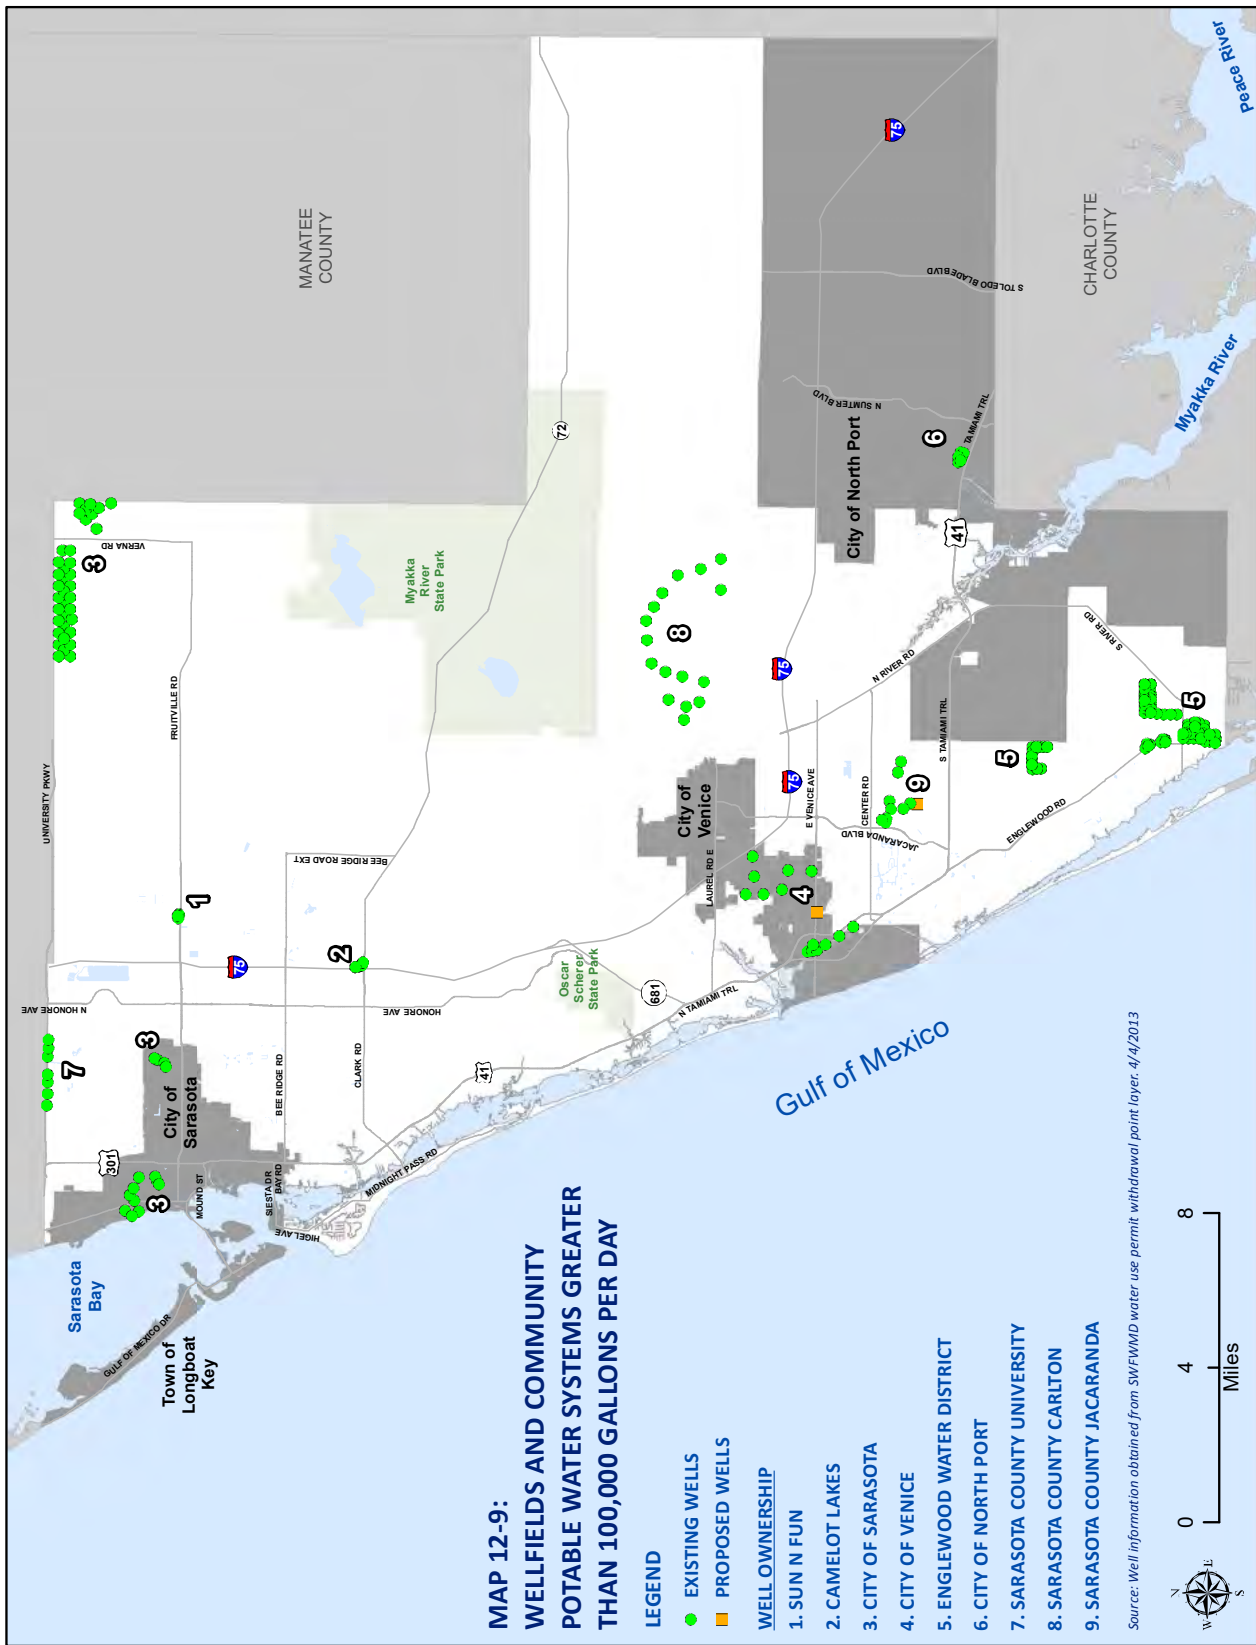 MAP 12-9:
WELLFIELDS AND COMMUNITY
POTABLE WATER SYSTEMS GREATER
THAN 100,000 GALLONS PER DAY
LEGEND
EXISTING WELLS
PROPOSED WELLS
WELL OWNERSHIP
1. SUN N FUN
2. CAMELOT LAKES
3. CITY OF SARASOTA
4. CITY OF VENICE
5. ENGLEWOOD WATER DISTRICT
6. CITY OF NORTH PORT
7. SARASOTA COUNTY UNIVERSITY
8. SARASOTA COUNTY CARLTON
9. SARASOTA COUNTY JACARANDA
Source: Well information obtained from SWFWMD water use permit withdrawal point layer. 4/4/2013
N
W
E
S
0
4
8
Miles
MANATEE
COUNTY
CHARLOTTE
COUNTY
Peace River
Myakka River
Gulf of Mexico
Sarasota
Bay
Town of
Longboat
Key
GULF OF MEXICO DR
City of
Sarasota
City of
Venice
City of North Port
Myakka
River
State Park
Oscar
Scherer
State Park
UNIVERSITY PKWY
VERNA RD
FRUITVILLE RD
N HONORE AVE
HONORE AVE
BEE RIDGE ROAD EXT
BEE RIDGE RD
CLARK RD
MOUND ST
SIESTA DR
BAY RD
HIGEL AVE
MIDNIGHT PASS RD
N TAMIAMI TRL
LAUREL RD E
E VENICE AVE
CENTER RD
JACARANDA BLVD
S TAMIAMI TRL
ENGLEWOOD RD
N RIVER RD
S RIVER RD
TAMIAMI TRL
N SUMTER BLVD
S TOLEDO BLADE BLVD
301
41
41
681
72
75
75
75
75
1
2
3
3
3
4
5
5
6
7
8
9